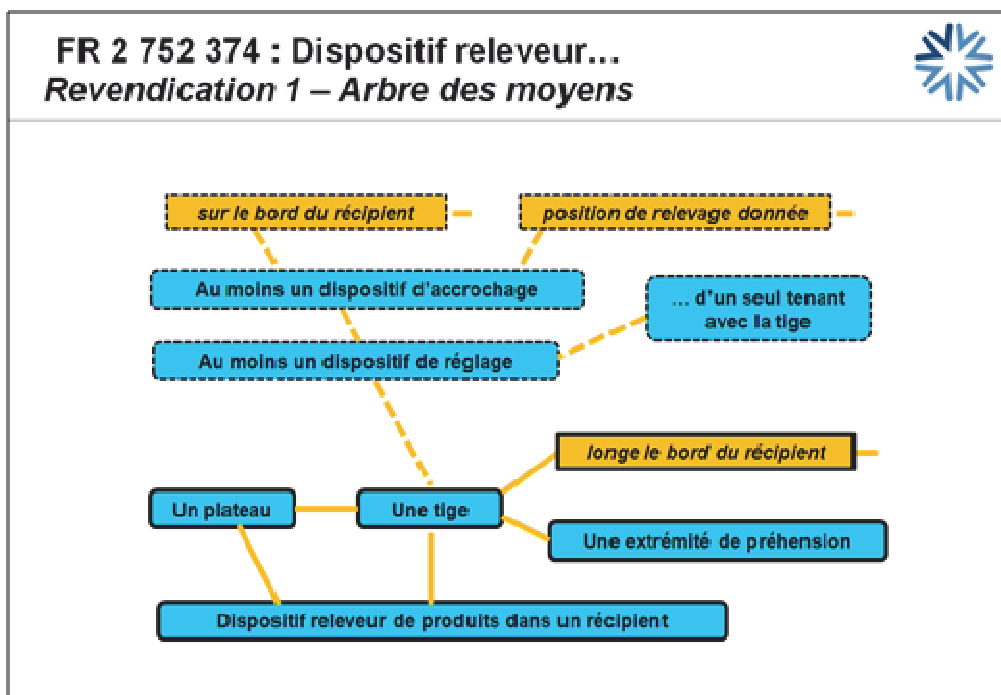 FR 2 752 374 : Dispositif releveur...
Revendication 1 – Arbre des moyens
sur le bord du récipient
position de relevage donnée
Au moins un dispositif d'accrochage
... d'un seul tenant
avec la tige
Au moins un dispositif de réglage
longe le bord du récipient
Un plateau
Une tige
Une extrémité de préhension
Dispositif releveur de produits dans un récipient